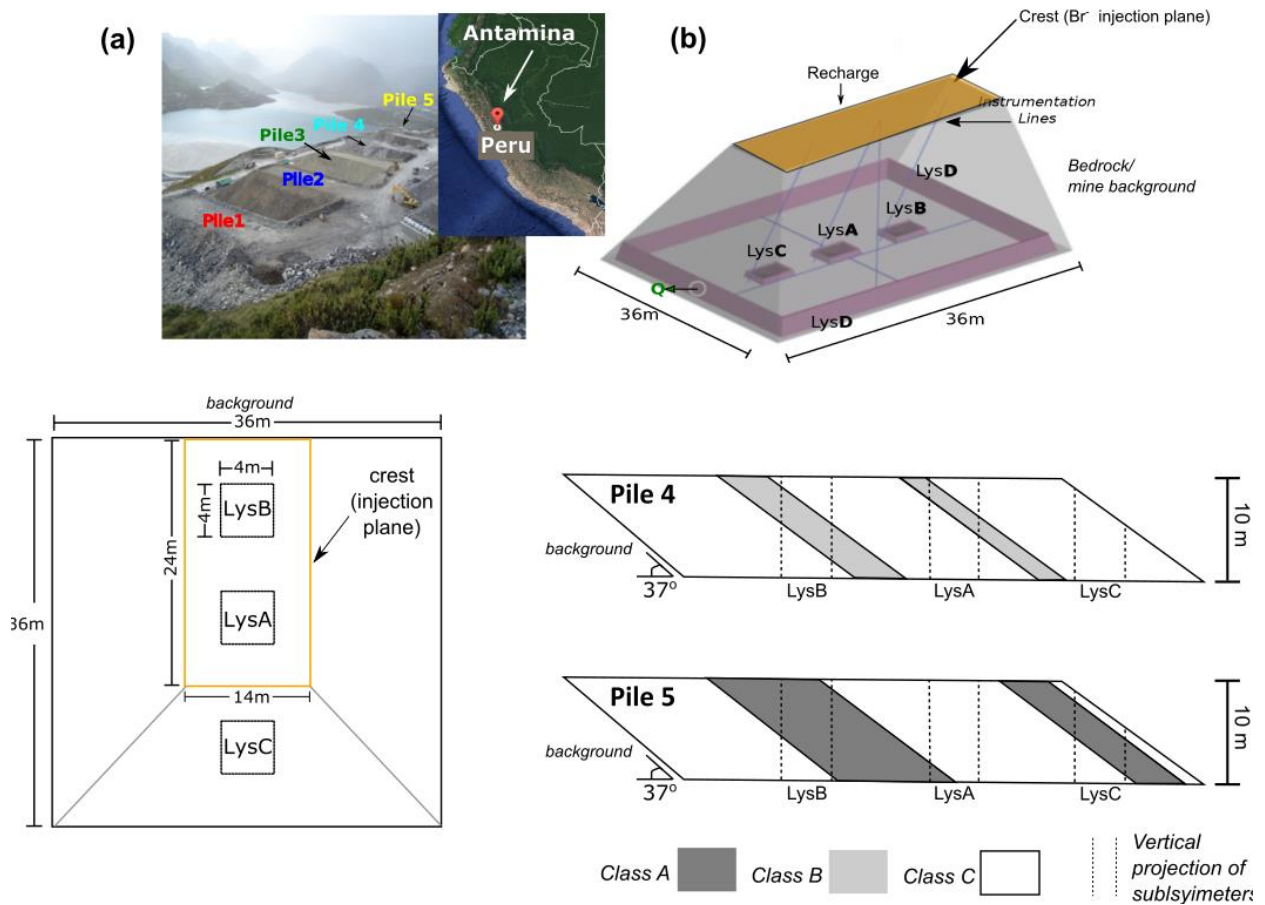 (a)
Antamina
Peru
Pile 5
Pile 4
Pile3
Pile2
Pile1
(b)
Crest (Br⁻ injection plane)
Recharge
Instrumentation
Lines
Bedrock/
mine background
LysD
LysB
LysA
LysC
Q
LysD
36m
36m
background
36m
4m
4m
LysB
24m
36m
crest
(injection
plane)
LysA
14m
LysC
Pile 4
background
37°
LysB
LysA
LysC
10 m
Pile 5
background
37°
LysB
LysA
LysC
10 m
Class A
Class B
Class C
Vertical
projection of
sublsyimeters